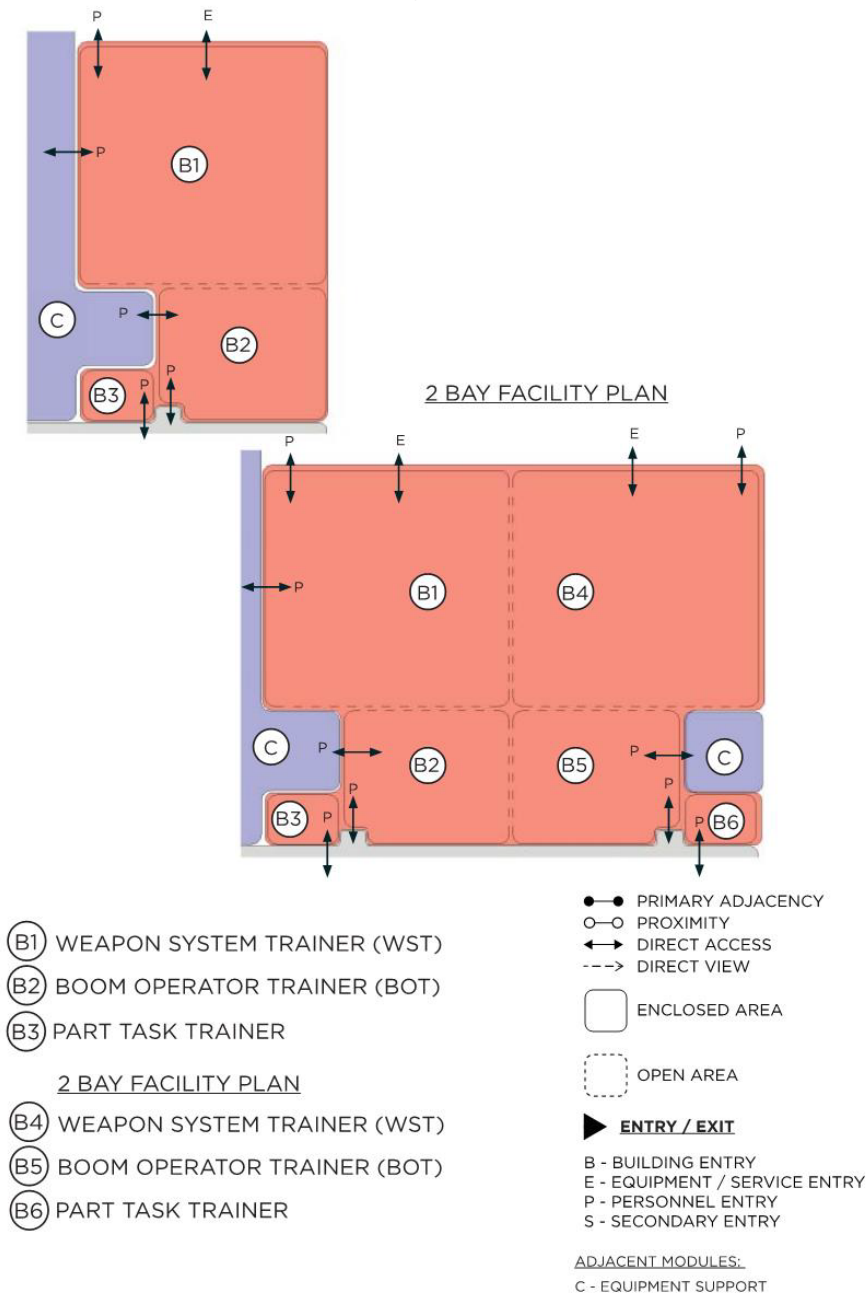 P
E
P
B1
P
C
B2
P
B3
P
2 BAY FACILITY PLAN
P
E
E
P
P
B1
B4
C
P
B2
B5
P
C
P
P
B3
P
P
B6
B1 WEAPON SYSTEM TRAINER (WST)
B2 BOOM OPERATOR TRAINER (BOT)
B3 PART TASK TRAINER
2 BAY FACILITY PLAN
B4 WEAPON SYSTEM TRAINER (WST)
B5 BOOM OPERATOR TRAINER (BOT)
B6 PART TASK TRAINER
PRIMARY ADJACENCY
PROXIMITY
DIRECT ACCESS
DIRECT VIEW
ENCLOSED AREA
OPEN AREA
ENTRY / EXIT
B - BUILDING ENTRY
E - EQUIPMENT / SERVICE ENTRY
P - PERSONNEL ENTRY
S - SECONDARY ENTRY
ADJACENT MODULES:
C - EQUIPMENT SUPPORT